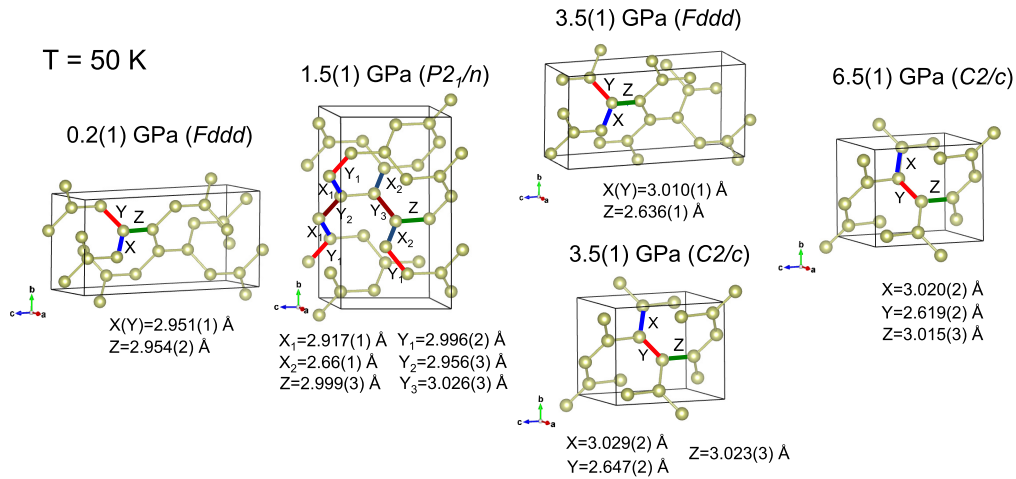 T = 50 K
0.2(1) GPa (Fddd)
Y
Z
X
b
c
a
X(Y)=2.951(1) Å
Z=2.954(2) Å
1.5(1) GPa (P2₁/n)
Y₁
X₁
X₂
Y₂
Y₃
Z
X₁
X₂
Y₁
Y₁
b
c
a
X₁=2.917(1) Å Y₁=2.996(2) Å
X₂=2.66(1) Å Y₂=2.956(3) Å
Z=2.999(3) Å Y₃=3.026(3) Å
3.5(1) GPa (Fddd)
Y
Z
X
b
c
a
X(Y)=3.010(1) Å
Z=2.636(1) Å
3.5(1) GPa (C2/c)
X
Y
Z
b
c
a
X=3.029(2) Å
Y=2.647(2) Å
Z=3.023(3) Å
6.5(1) GPa (C2/c)
X
Y
Z
b
c
a
X=3.020(2) Å
Y=2.619(2) Å
Z=3.015(3) Å